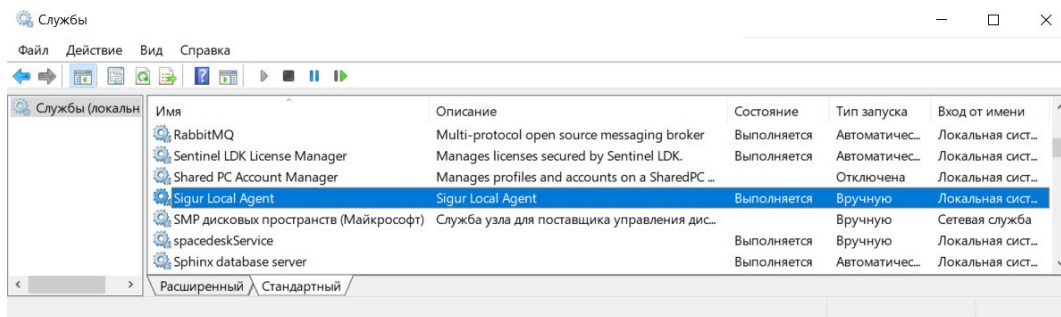 Службы
Файл Действие Вид Справка
Службы (локальн
Имя Описание Состояние Тип запуска Вход от имени
RabbitMQ Multi-protocol open source messaging broker Выполняется Автоматичес... Локальная сист...
Sentinel LDK License Manager Manages licenses secured by Sentinel LDK. Выполняется Автоматичес... Локальная сист...
Shared PC Account Manager Manages profiles and accounts on a SharedPC ... Отключена Локальная сист...
Sigur Local Agent Sigur Local Agent Выполняется Вручную Локальная сист...
SMP дисковых пространств (Майкрософт) Служба узла для поставщика управления дис... Вручную Сетевая служба
spacedeskService Выполняется Вручную Локальная сист...
Sphinx database server Выполняется Автоматичес... Локальная сист...
Расширенный Стандартный